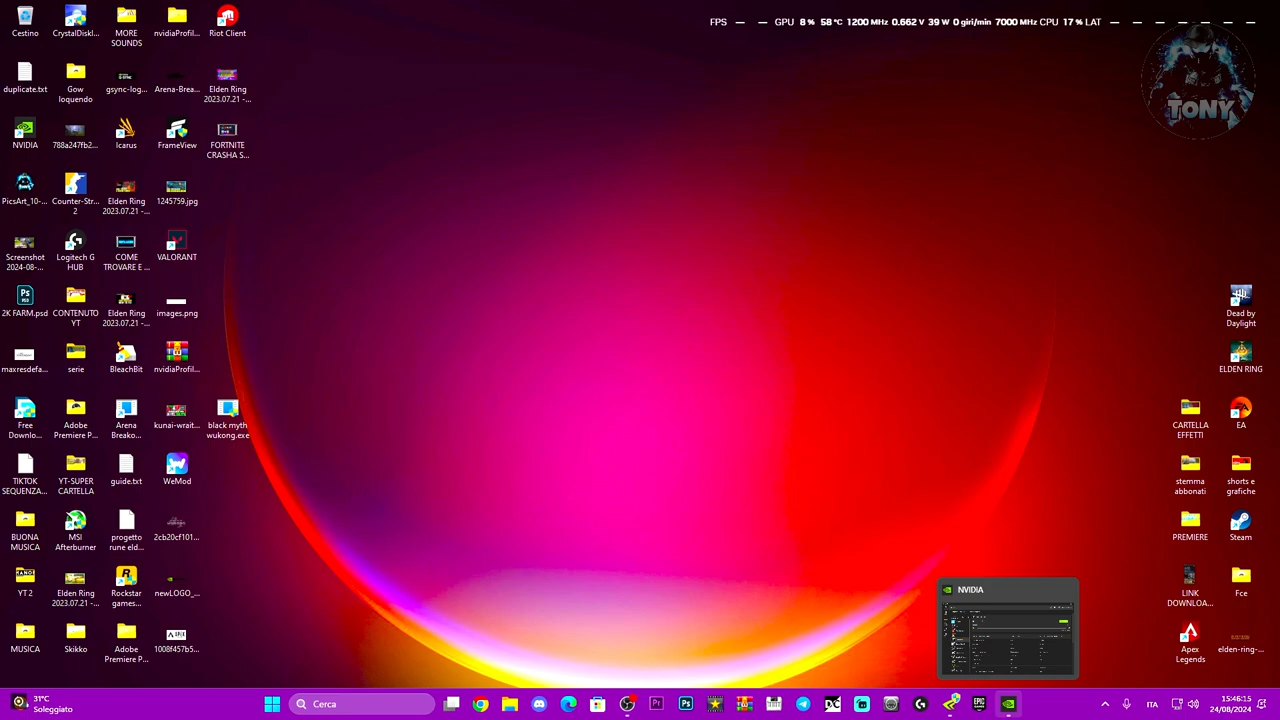 FPS — — GPU 8 % 58 °C 1200 MHz 0.662 V 39 W 0 giri/min 7000 MHz CPU 17 % LAT — — — — — — — —
TONY
Cestino
CrystalDiskI...
MORE SOUNDS
nvidiaProfil...
Riot Client
duplicate.txt
Gow loquendo
gsync-log...
Arena-Brea...
Elden Ring 2023.07.21 -...
NVIDIA
788a247fb2...
Icarus
FrameView
FORTNITE CRASHA S...
PicsArt_10-...
Counter-Str... 2
Elden Ring 2023.07.21 -...
1245759.jpg
Screenshot 2024-08-...
Logitech G HUB
COME TROVARE E ...
VALORANT
2K FARM.psd
CONTENUTO YT
Elden Ring 2023.07.21 -...
images.png
maxresdefa...
serie
BleachBit
nvidiaProfil...
Free Downlo...
Adobe Premiere P...
Arena Breako...
kunai-wrait...
black myth wukong.exe
TIKTOK SEQUENZA...
YT-SUPER CARTELLA
guide.txt
WeMod
BUONA MUSICA
MSI Afterburner
progetto rune eld...
2cb20cf101...
YT 2
Elden Ring 2023.07.21 -...
Rockstar games...
newLOGO_...
MUSICA
Skikko
Adobe Premiere P...
1008f457b5...
Dead by Daylight
ELDEN RING
CARTELLA EFFETTI
EA
stemma abbonati
shorts e grafiche
PREMIERE
Steam
LINK DOWNLOA...
Fce
Apex Legends
elden-ring-...
NVIDIA
31°C
Soleggiato
Cerca
ITA
15:46:15
24/08/2024